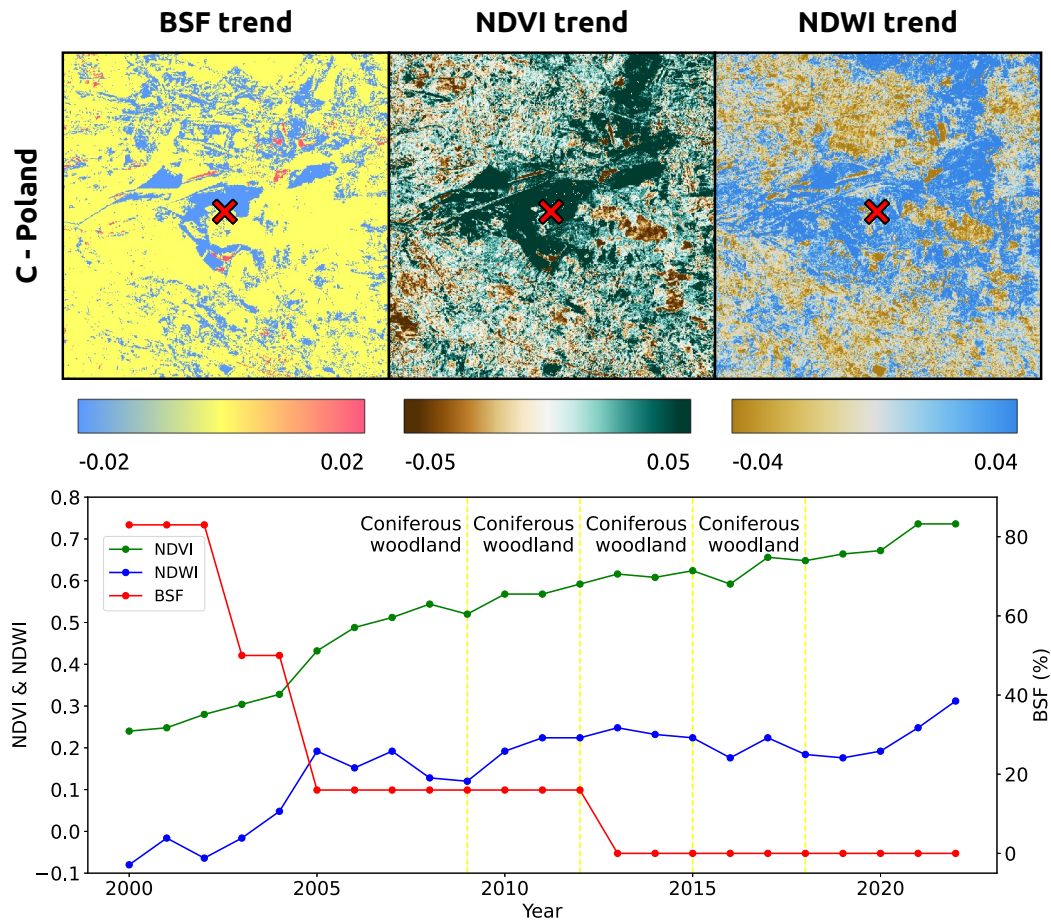 BSF trend
NDVI trend
NDWI trend
C - Poland
-0.02
0.02
-0.05
0.05
-0.04
0.04
0.8
0.7
0.6
0.5
0.4
0.3
0.2
0.1
0.0
−0.1
NDVI & NDWI
NDVI
NDWI
BSF
Coniferous
woodland
Coniferous
woodland
Coniferous
woodland
Coniferous
woodland
80
60
40
20
0
BSF (%)
2000
2005
2010
2015
2020
Year